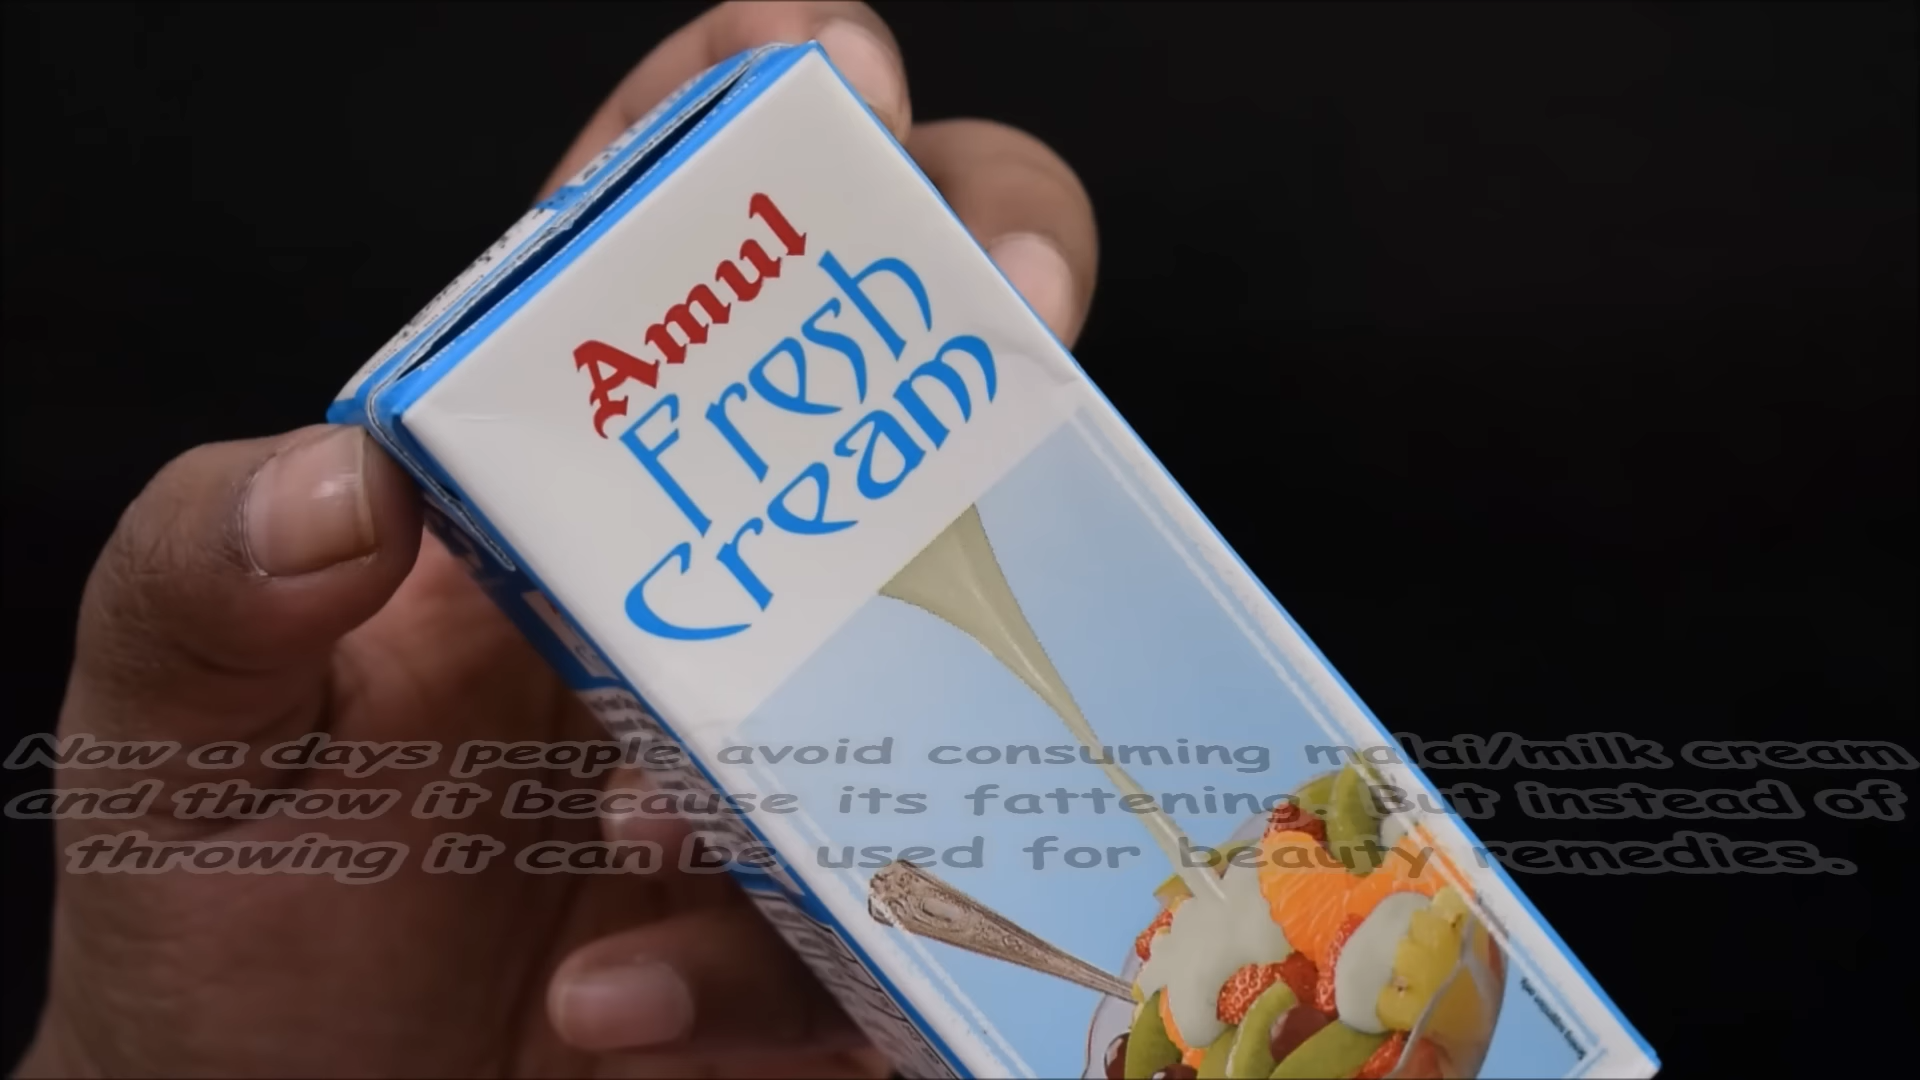 Amul
Fresh
Cream
Now a days people avoid consuming malai/milk cream
and throw it because its fattening. But instead of
throwing it can be used for beauty remedies.